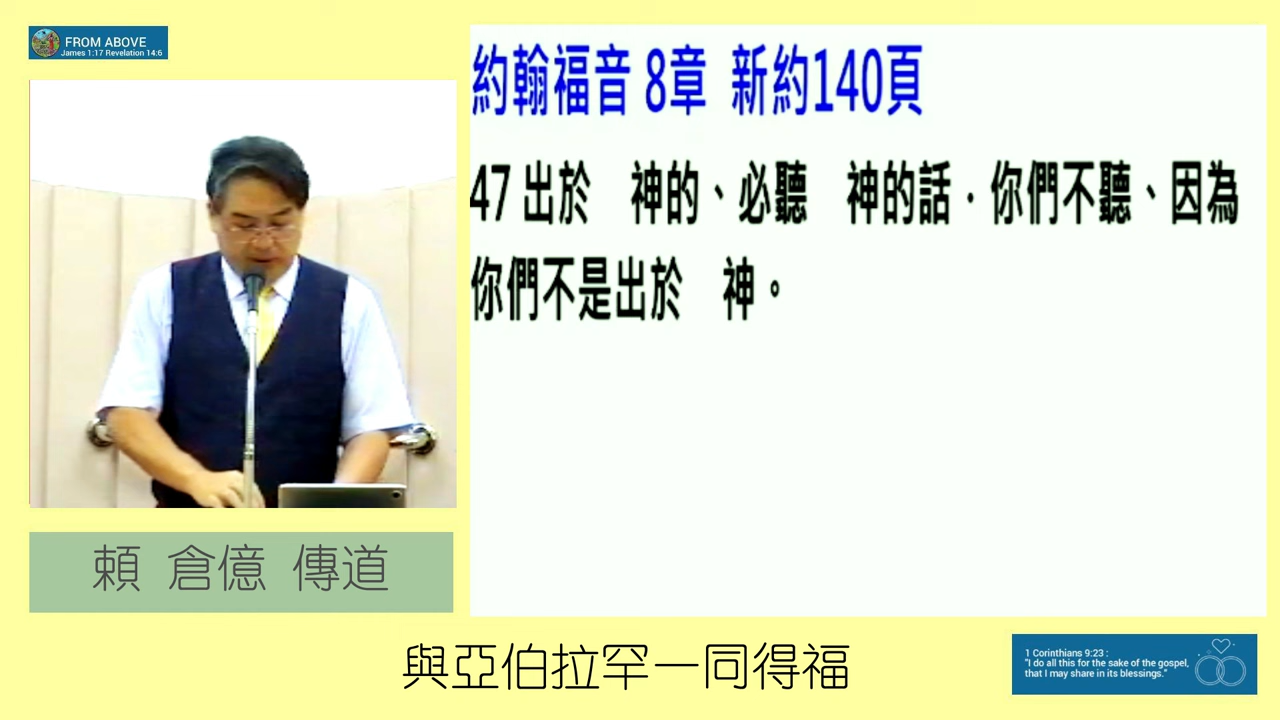 FROM ABOVE
James 1:17 Revelation 14:6
約翰福音 8章 新約140頁
47 出於　神的、必聽　神的話．你們不聽、因為
你們不是出於　神。
賴 倉億 傳道
與亞伯拉罕一同得福
1 Corinthians 9:23 :
"I do all this for the sake of the gospel,
that I may share in its blessings."